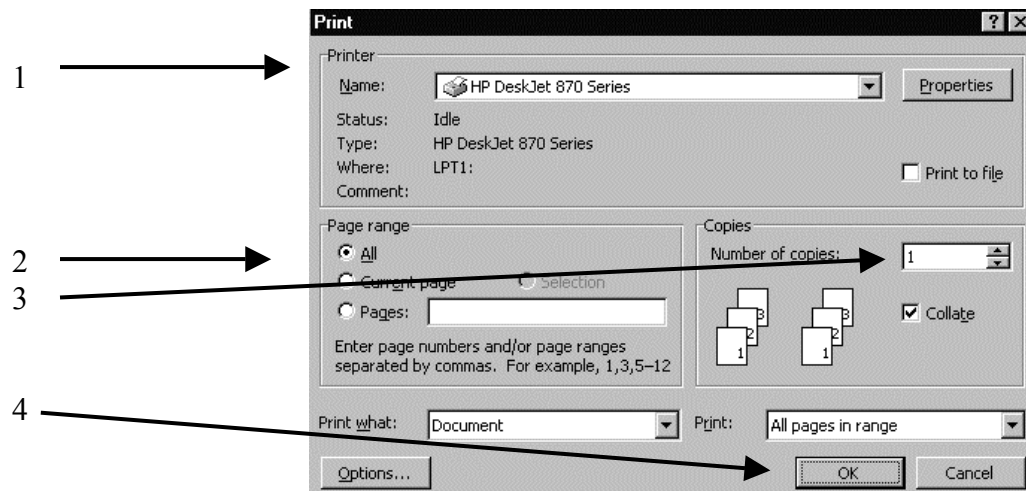 Print
Printer
1
Name: HP DeskJet 870 Series Properties
Status: Idle
Type: HP DeskJet 870 Series
Where: LPT1: Print to file
Comment:
Page range Copies
2 All Number of copies: 1
3 Current page Selection
Pages: Collate
1 2 3 1 2 3
Enter page numbers and/or page ranges
separated by commas. For example, 1,3,5–12
4
Print what: Document Print: All pages in range
Options... OK Cancel